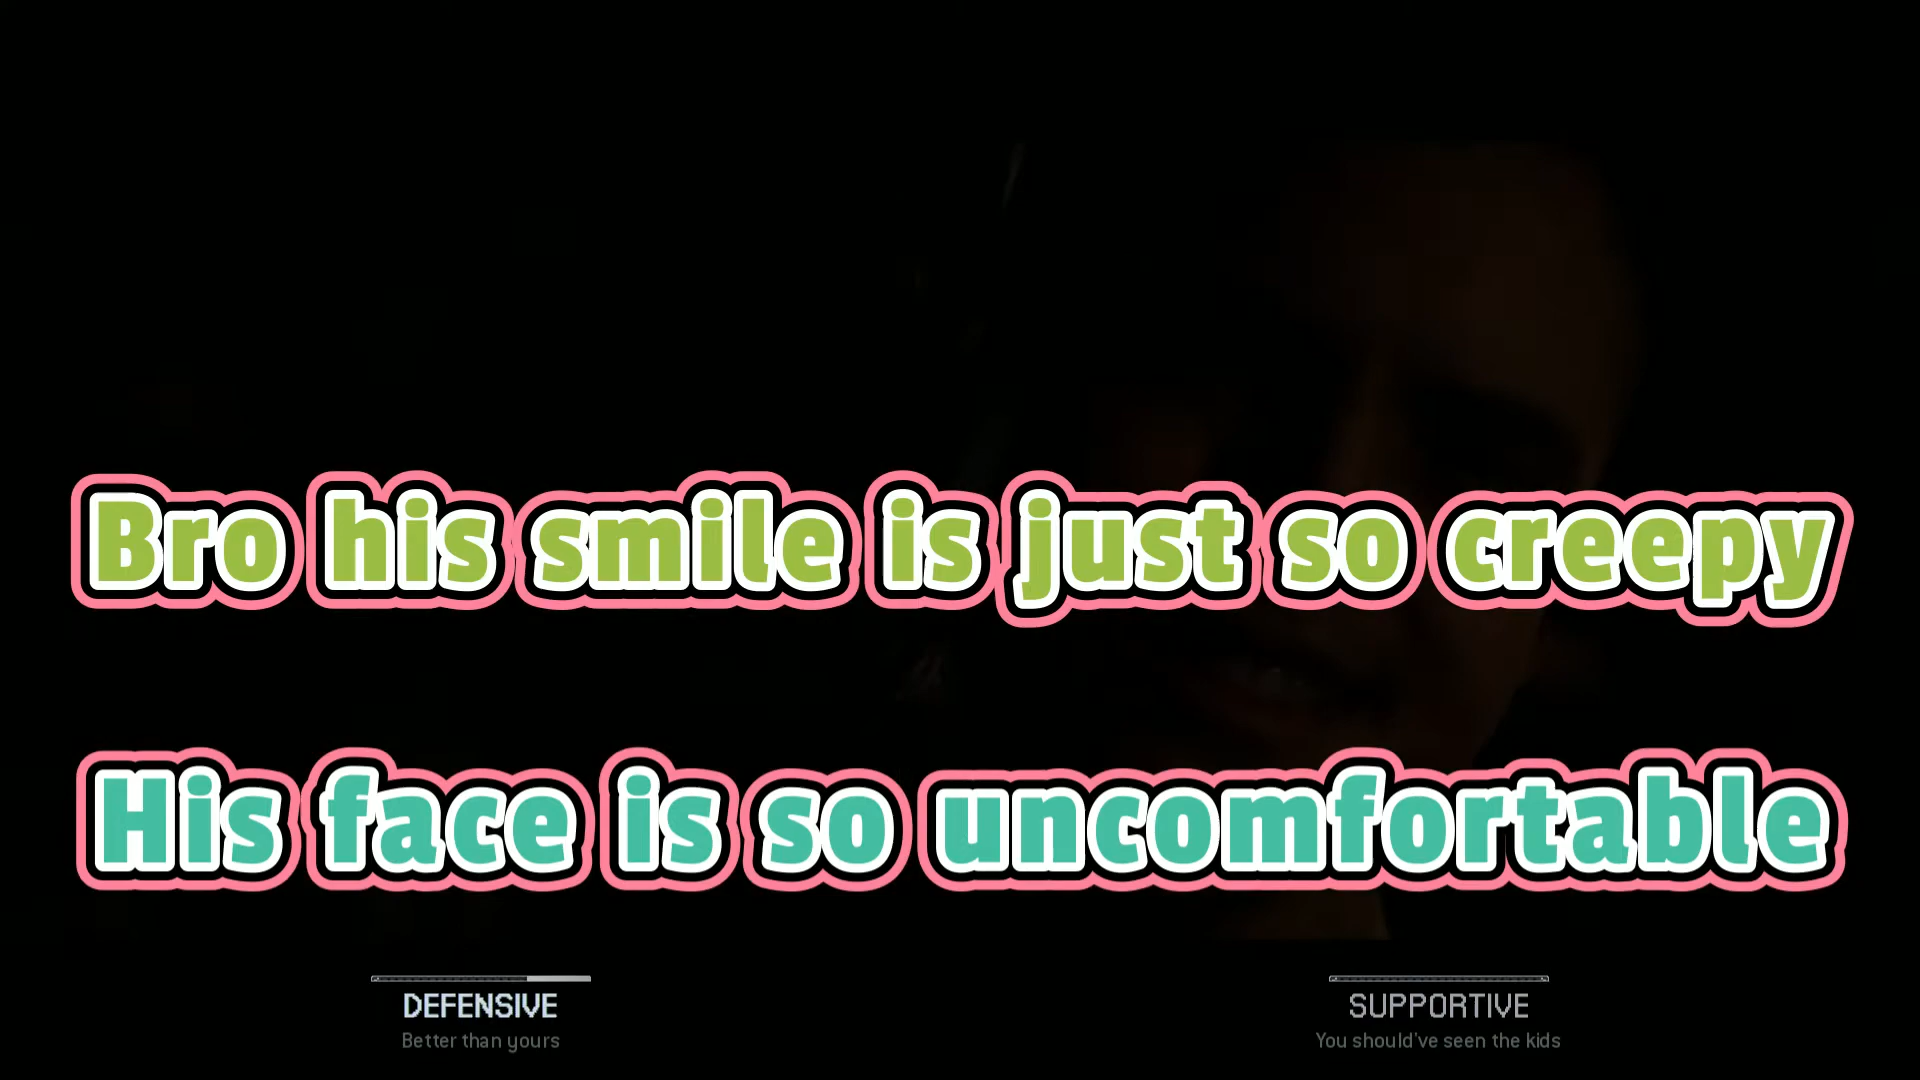 Bro his smile is just so creepy
His face is so uncomfortable
DEFENSIVE
Better than yours
SUPPORTIVE
You should've seen the kids